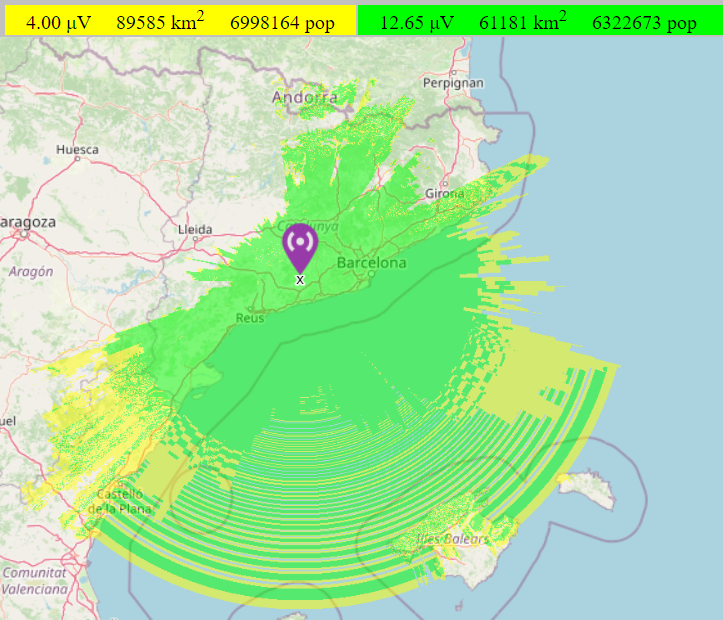 4.00 µV 89585 km2 6998164 pop
12.65 µV 61181 km2 6322673 pop
Perpignan
Andorra
Huesca
Girona
aragoza
Lleida
Catalunya
Barcelona
Aragón
x
Reus
uel
Castelló
de la Plana
Illes Balears
Comunitat
Valenciana